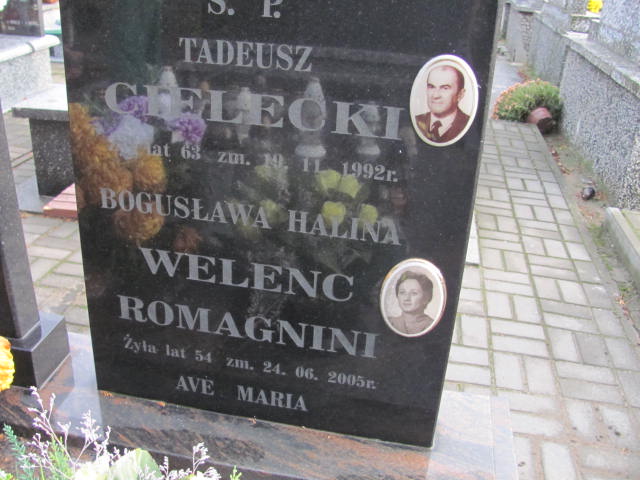 Ś. P.
TADEUSZ
CIELECKI
lat 63 zm. 19. 11. 1992r.
BOGUSŁAWA HALINA
WELENC
ROMAGNINI
Żyła lat 54 zm. 24. 06. 2005r.
AVE MARIA